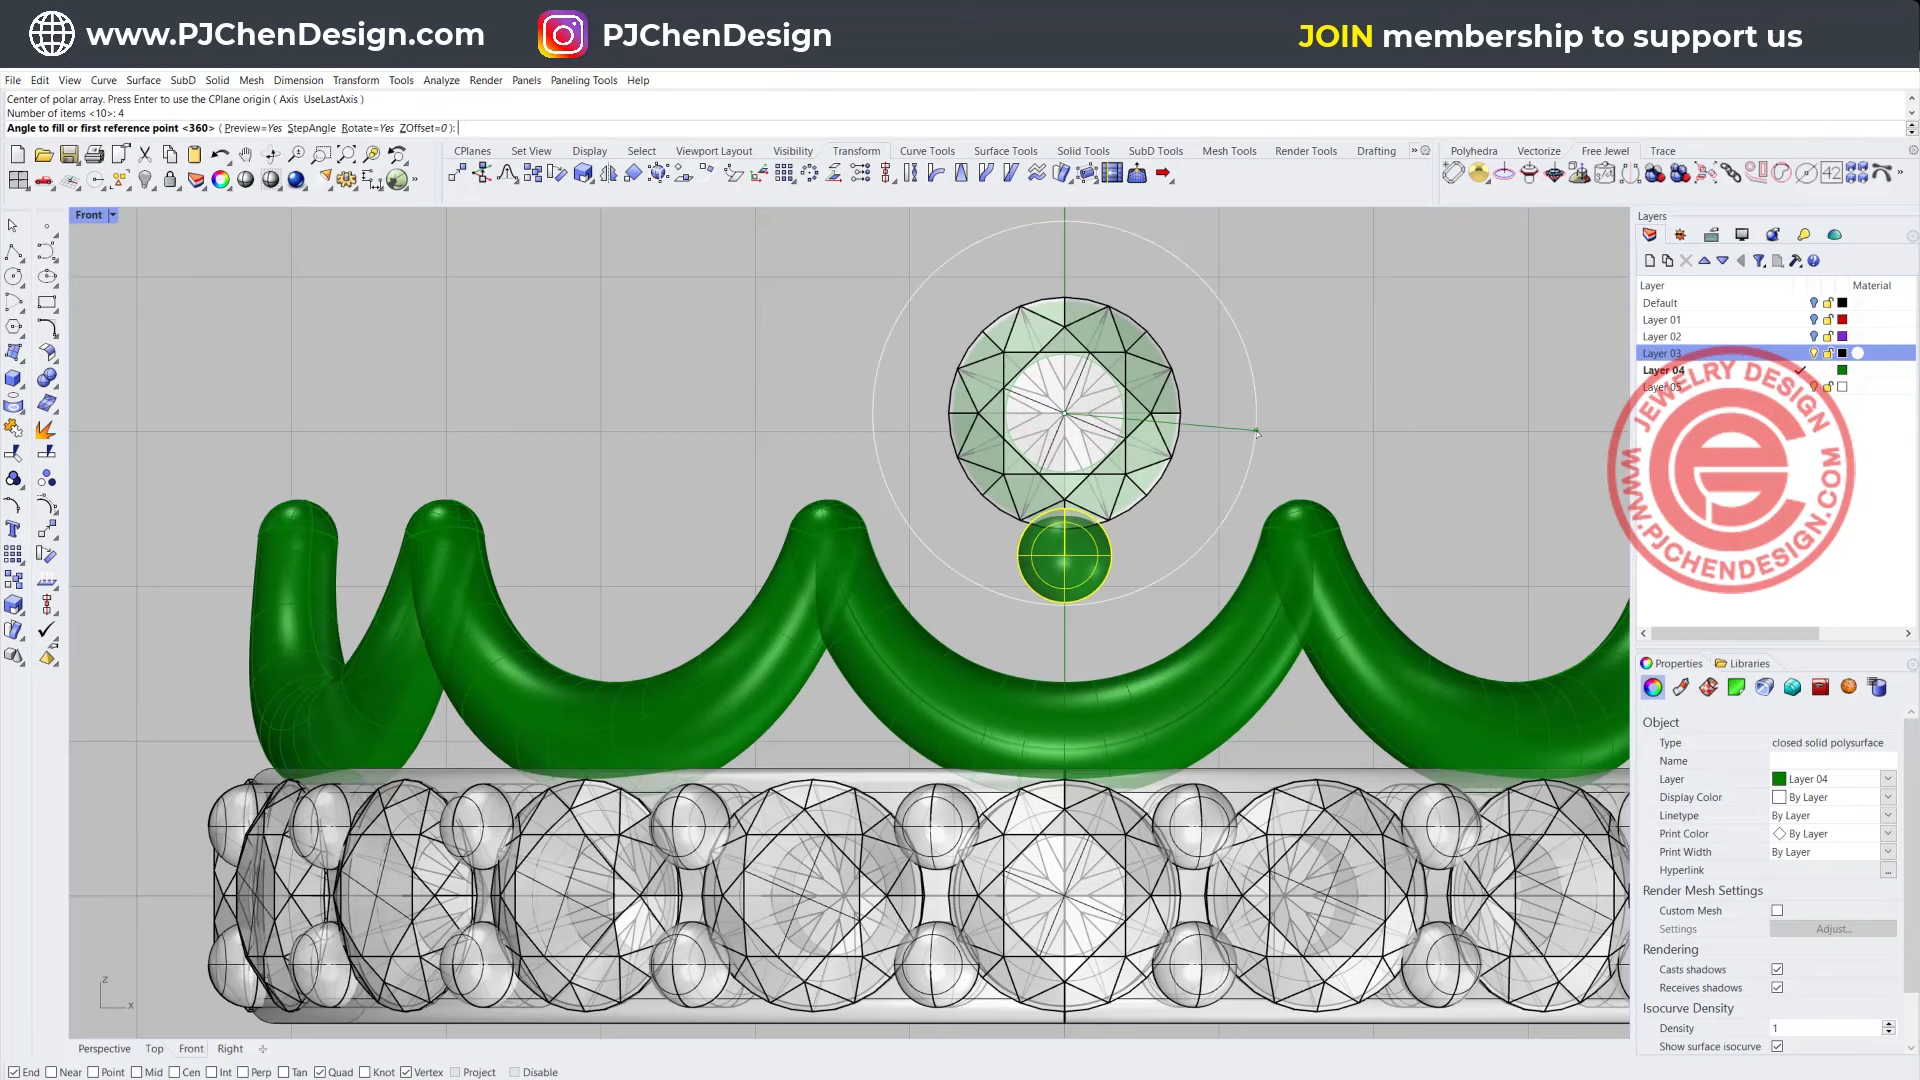 www.PJChenDesign.com
PJChenDesign
JOIN membership to support us
File Edit View Curve Surface SubD Solid Mesh Dimension Transform Tools Analyze Render Panels Paneling Tools Help
Center of polar array. Press Enter to use the CPlane origin ( Axis UseLastAxis )
Number of items <10>: 4
Angle to fill or first reference point <360> ( Preview=Yes StepAngle Rotate=Yes ZOffset=0 ):
CPlanes Set View Display Select Viewport Layout Visibility Transform Curve Tools Surface Tools Solid Tools SubD Tools Mesh Tools Render Tools Drafting
Polyhedra Vectorize Free Jewel Trace
Front
Layers
Layer Material
Default
Layer 01
Layer 02
Layer 03
Layer 04
Layer 05
JEWELRY DESIGN
WWW.PJCHENDESIGN.COM
Properties Libraries
Object
Type closed solid polysurface
Name
Layer Layer 04
Display Color By Layer
Linetype By Layer
Print Color By Layer
Print Width By Layer
Hyperlink ...
Render Mesh Settings
Custom Mesh
Settings Adjust...
Rendering
Casts shadows
Receives shadows
Isocurve Density
Density 1
Show surface isocurve
z
x
Perspective Top Front Right
End Near Point Mid Cen Int Perp Tan Quad Knot Vertex Project Disable